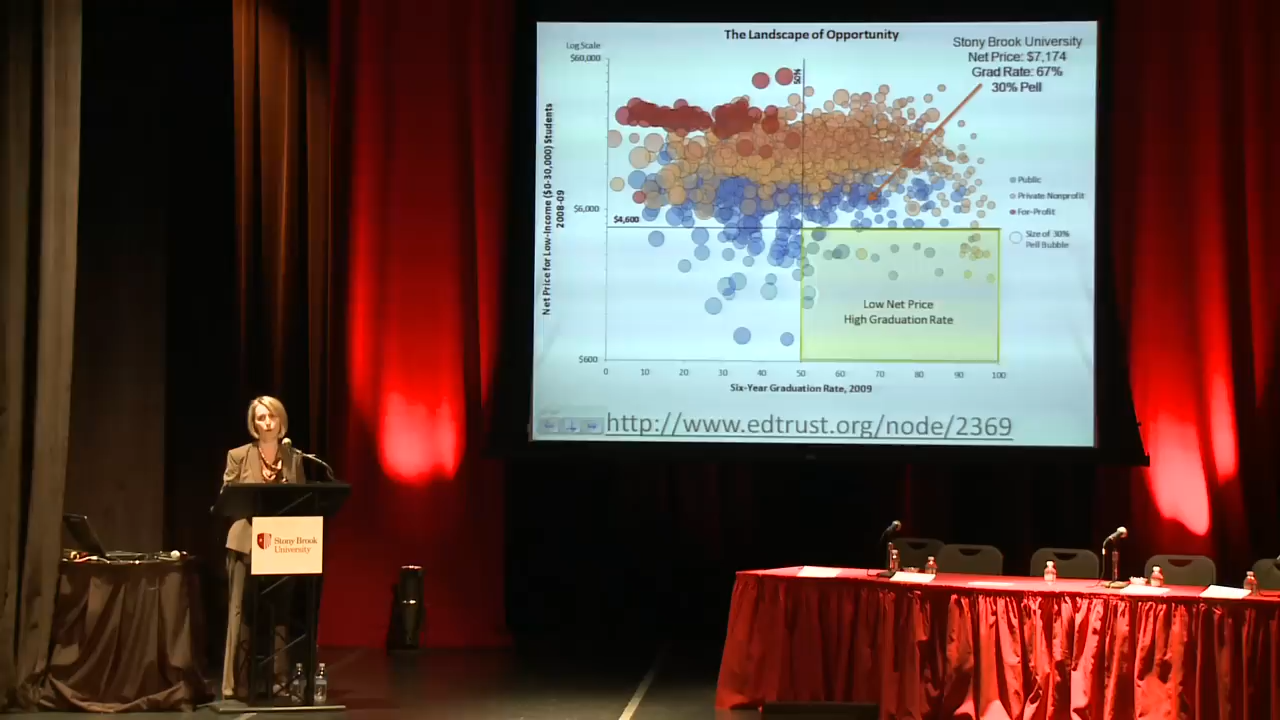 The Landscape of Opportunity
Log Scale
$60,000
50%
Stony Brook University
Net Price: $7,174
Grad Rate: 67%
30% Pell
Net Price for Low-Income ($0-30,000) Students
2008-09
Public
Private Nonprofit
For-Profit
Size of 30%
Pell Bubble
$6,000
$4,600
Low Net Price
High Graduation Rate
$600
0 10 20 30 40 50 60 70 80 90 100
Six-Year Graduation Rate, 2009
http://www.edtrust.org/node/2369
Stony Brook
University